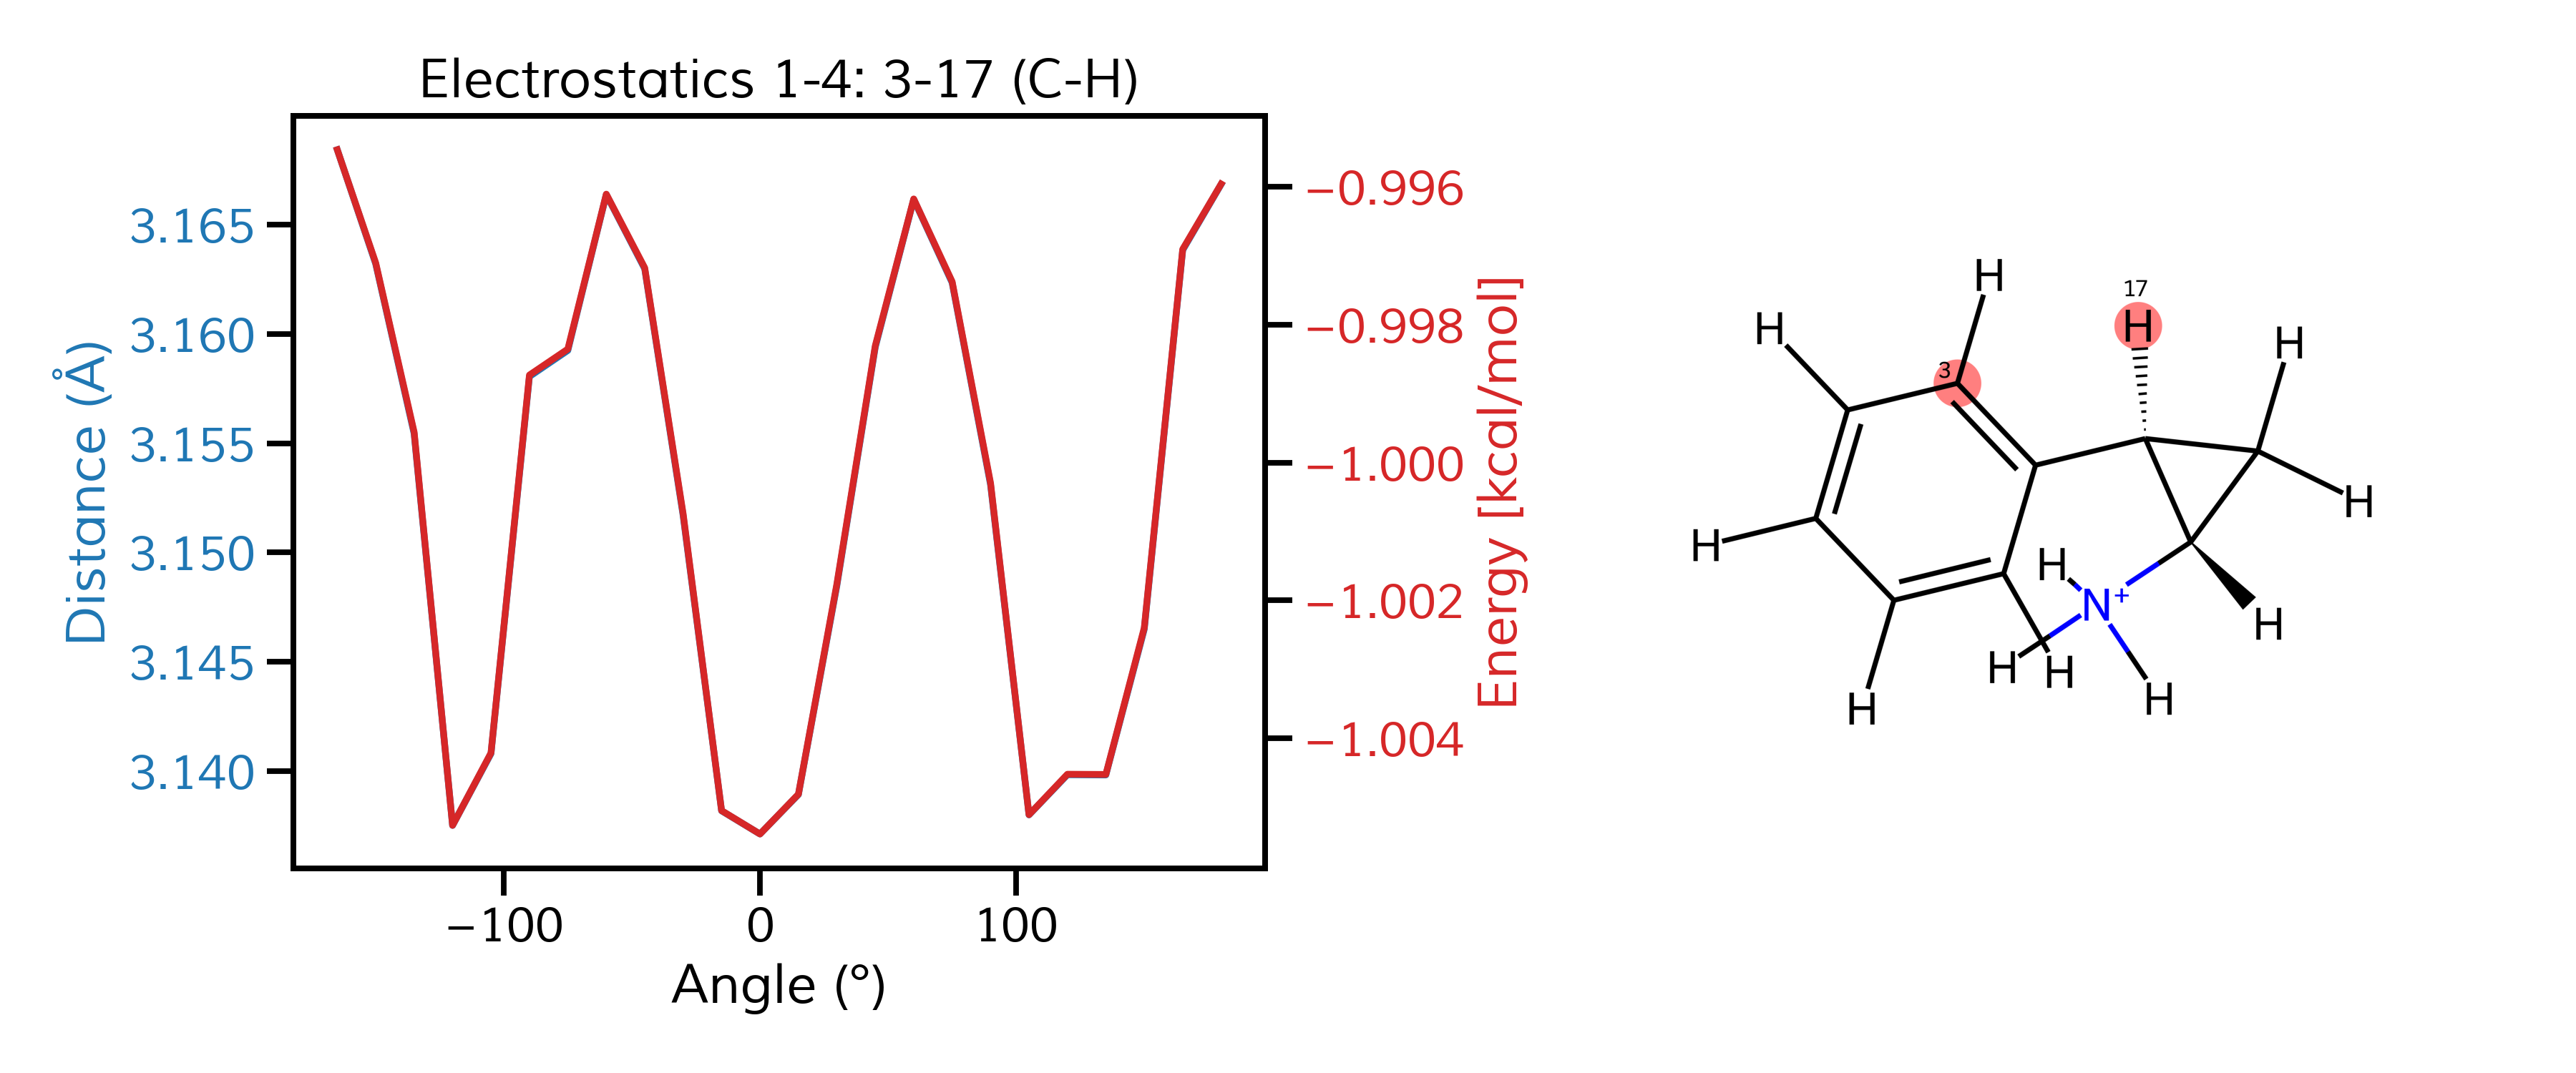 Electrostatics 1-4: 3-17 (C-H)
Distance (Å)
3.165
3.160
3.155
3.150
3.145
3.140
−100
0
100
Angle (°)
−0.996
−0.998
−1.000
−1.002
−1.004
Energy [kcal/mol]
H
17
H
H
H
3
H
H
H
H
N+
H
H
H
H
H